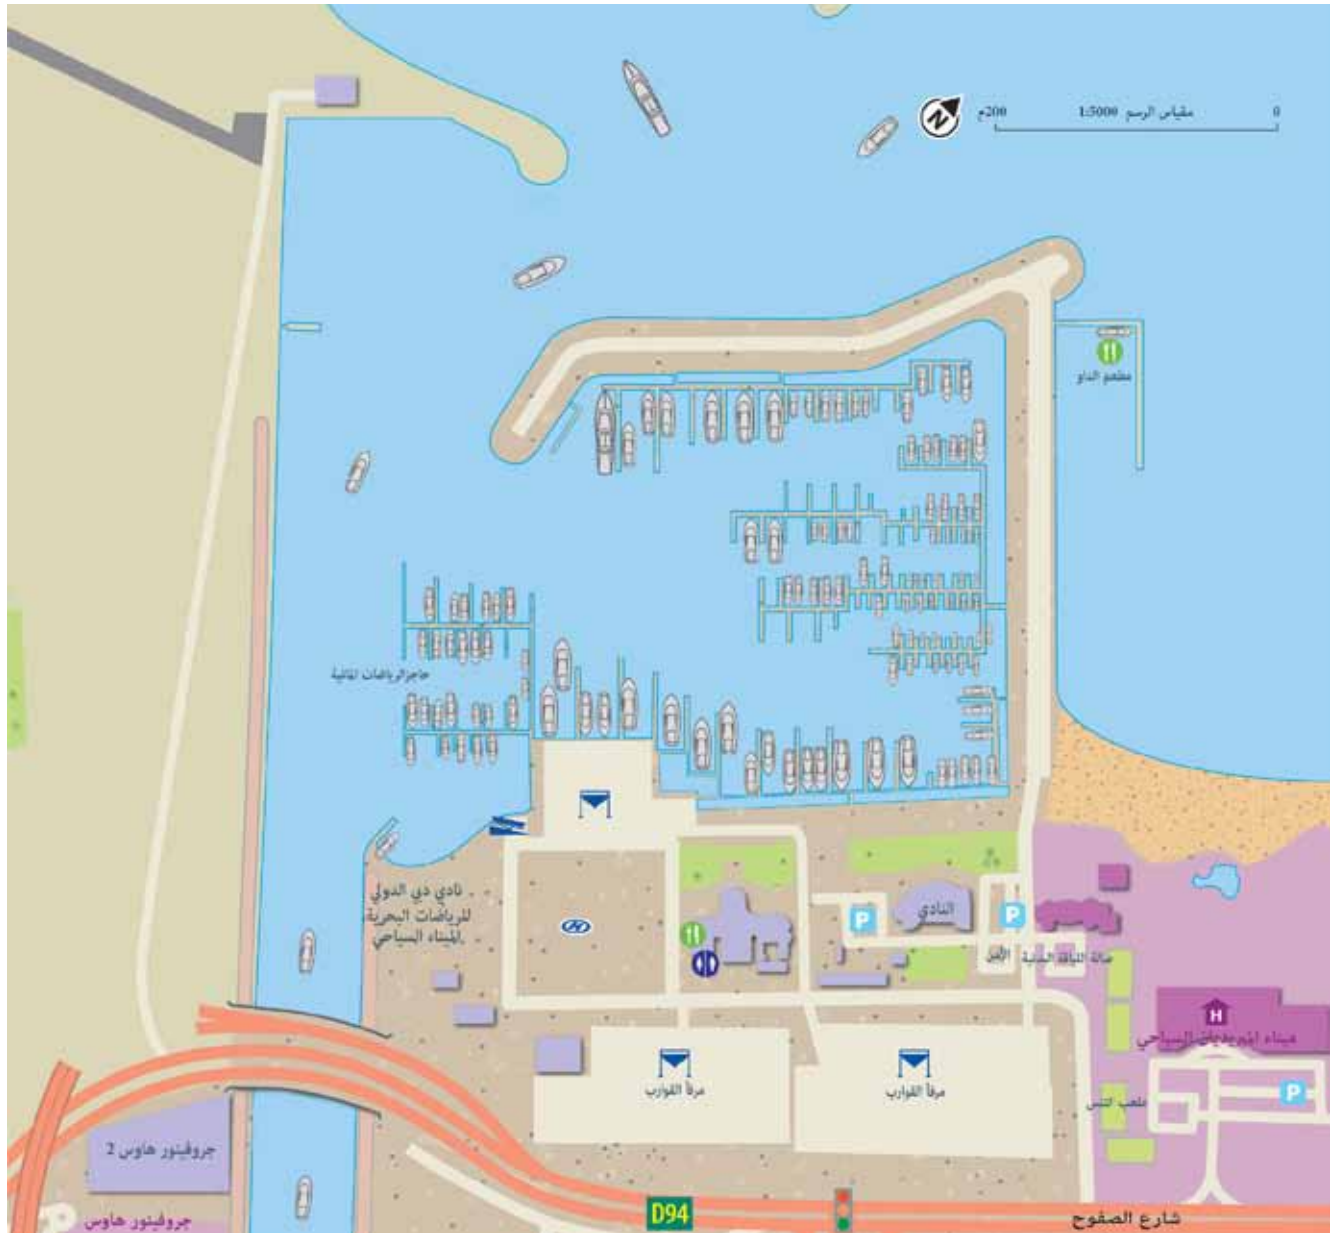 N
200م مقياس الرسم 1:5000 0
مطعم الداو
حاجز الرياضات المائية
نادي دبي الدولي
للرياضات البحرية،
الميناء السياحي
النادي
P
P
الأفق
صالة اللياقة البدنية
H
ميناء الميريديان السياحي
مرفأ القوارب
مرفأ القوارب
ملعب التنس
P
جروفينور هاوس 2
جروفينور هاوس
D94
شارع الصفوح